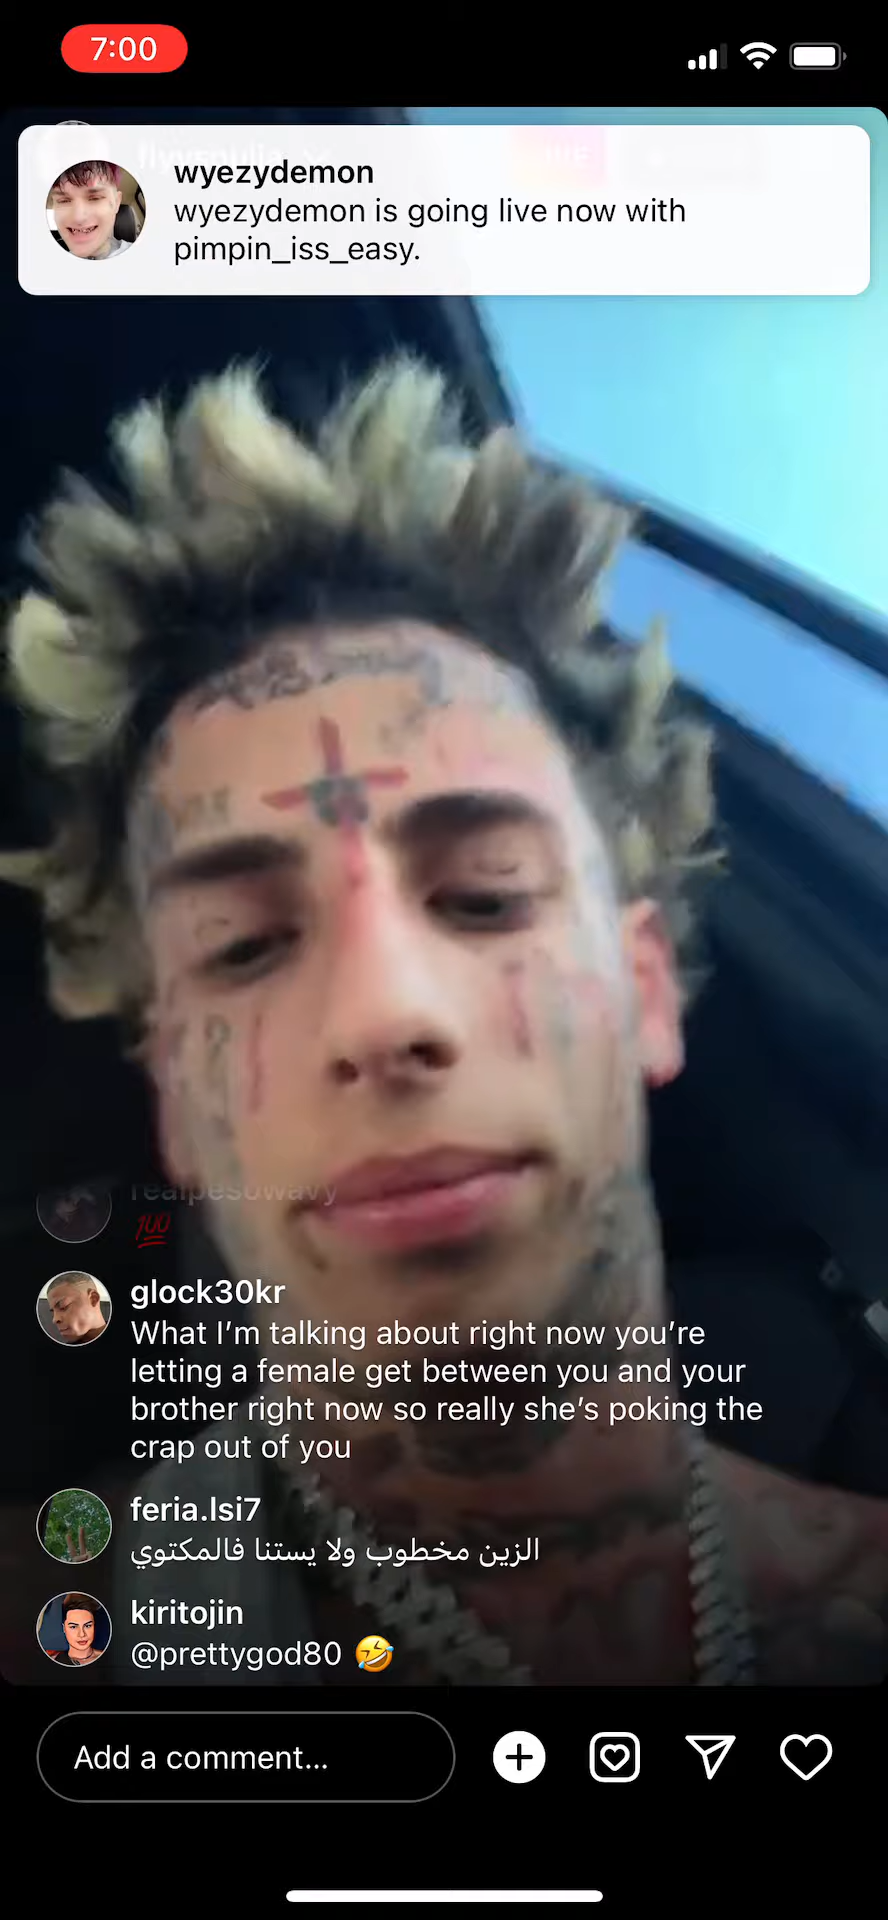 7:00
wyezydemon
wyezydemon is going live now with
pimpin_iss_easy.
realpesowavy
💯
glock30kr
What I’m talking about right now you’re
letting a female get between you and your
brother right now so really she’s poking the
crap out of you
feria.lsi7
الزين مخطوب ولا يستنا فالمكتوي
kiritojin
@prettygod80 🤣
Add a comment...